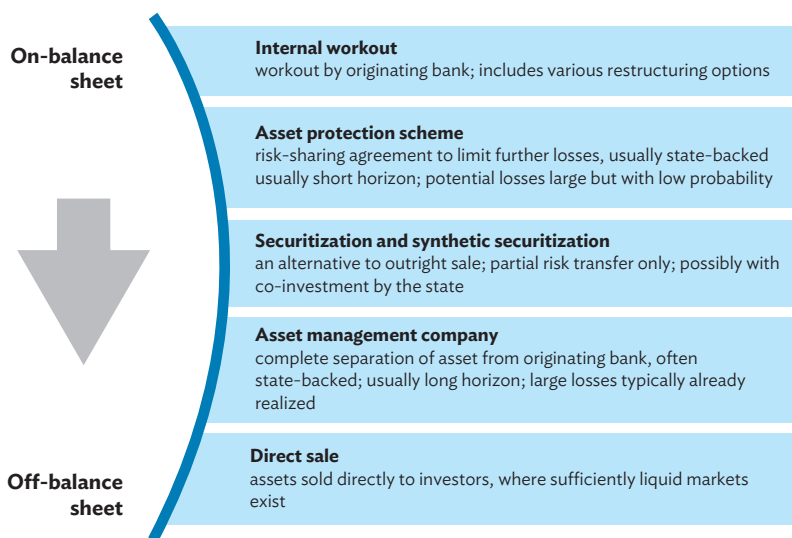 On-balance
sheet
Internal workout
workout by originating bank; includes various restructuring options
Asset protection scheme
risk-sharing agreement to limit further losses, usually state-backed
usually short horizon; potential losses large but with low probability
Securitization and synthetic securitization
an alternative to outright sale; partial risk transfer only; possibly with
co-investment by the state
Asset management company
complete separation of asset from originating bank, often
state-backed; usually long horizon; large losses typically already
realized
Direct sale
assets sold directly to investors, where sufficiently liquid markets
exist
Off-balance
sheet